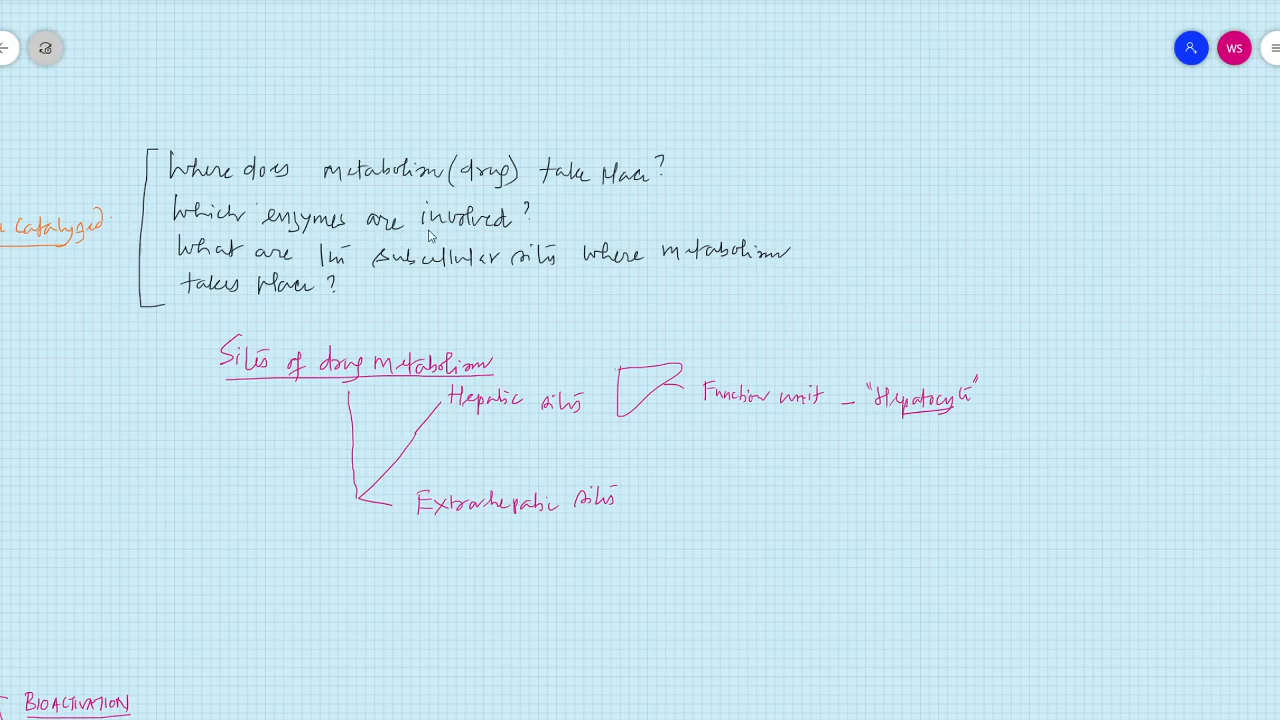 WS
Where does metabolism (drug) take place?
Which enzymes are involved?
catalyzed
What are the subcellular sites where metabolism
takes place?
Sites of drug metabolism
Hepatic sites
Function unit - "Hepatocyte"
Extrahepatic sites
BIOACTIVATION